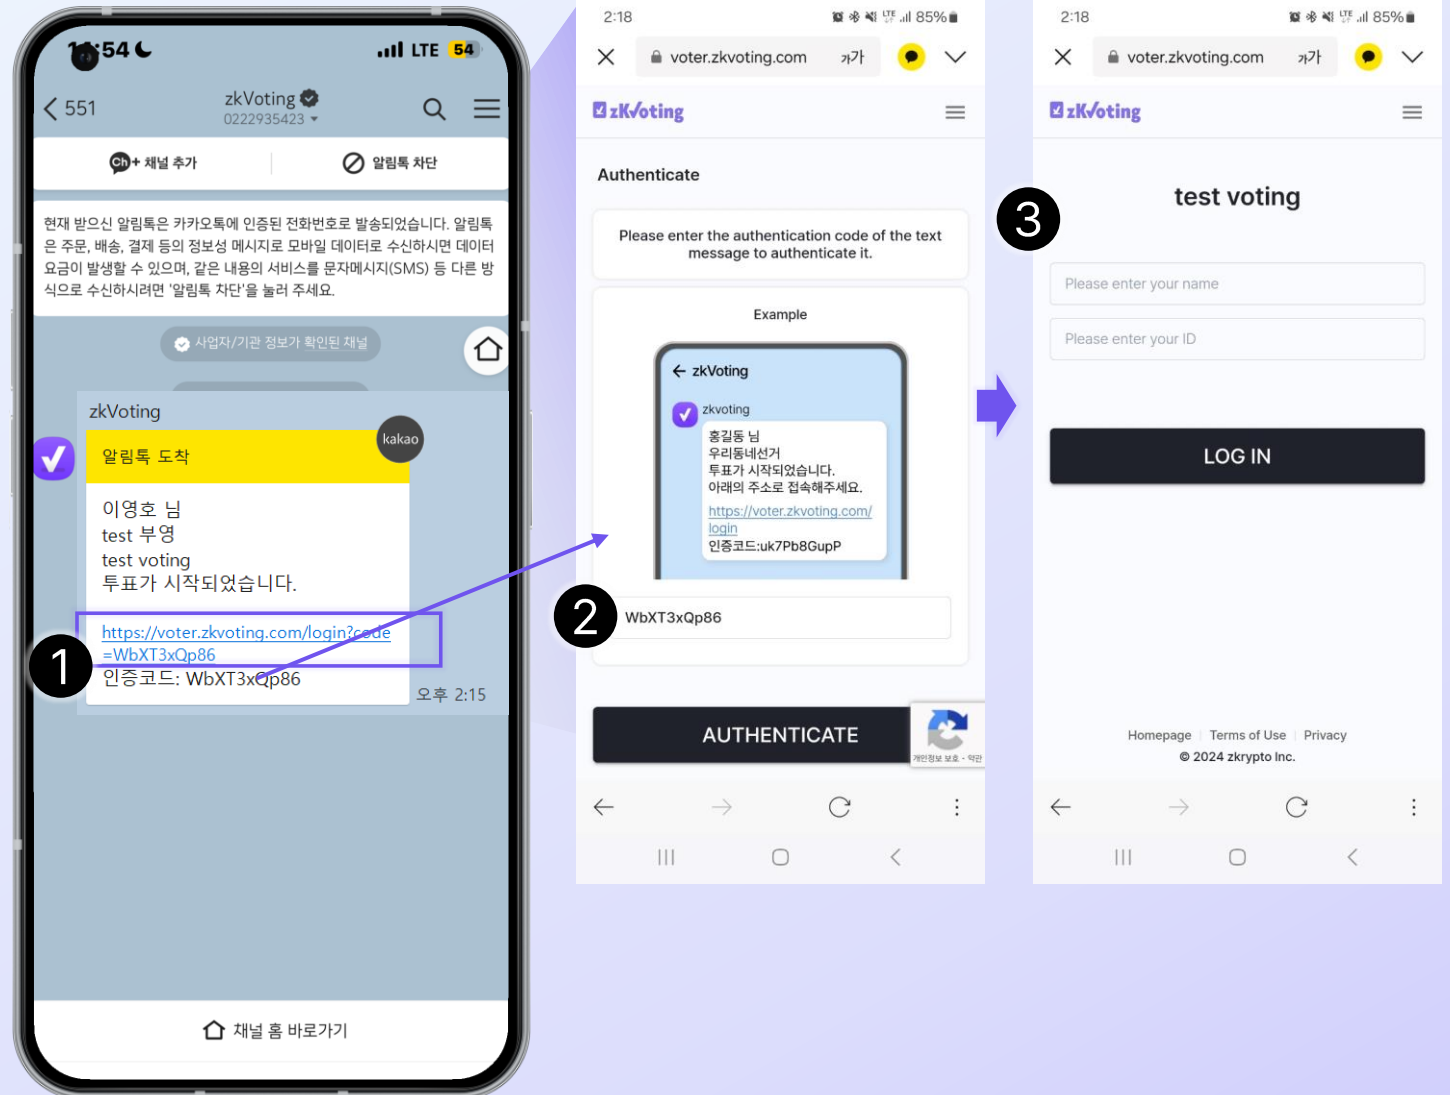 :54
LTE 54
551
zkVoting
0222935423
Ch+ 채널 추가
알림톡 차단
현재 받으신 알림톡은 카카오톡에 인증된 전화번호로 발송되었습니다. 알림톡
은 주문, 배송, 결제 등의 정보성 메시지로 모바일 데이터로 수신하시면 데이터
요금이 발생할 수 있으며, 같은 내용의 서비스를 문자메시지(SMS) 등 다른 방
식으로 수신하시려면 '알림톡 차단'을 눌러 주세요.
사업자/기관 정보가 확인된 채널
zkVoting
kakao
알림톡 도착
이영호 님
test 부영
test voting
투표가 시작되었습니다.
1
https://voter.zkvoting.com/login?code
=WbXT3xQp86
인증코드: WbXT3xQp86
오후 2:15
채널 홈 바로가기
2:18
LTE 85%
voter.zkvoting.com
가가
zkVoting
Authenticate
Please enter the authentication code of the text
message to authenticate it.
Example
zkVoting
zkvoting
홍길동 님
우리동네선거
투표가 시작되었습니다.
아래의 주소로 접속해주세요.
https://voter.zkvoting.com/
login
인증코드:uk7Pb8GupP
2
WbXT3xQp86
AUTHENTICATE
개인정보 보호 - 약관
2:18
LTE 85%
voter.zkvoting.com
가가
zkVoting
3
test voting
Please enter your name
Please enter your ID
LOG IN
Homepage
Terms of Use
Privacy
© 2024 zkrypto Inc.